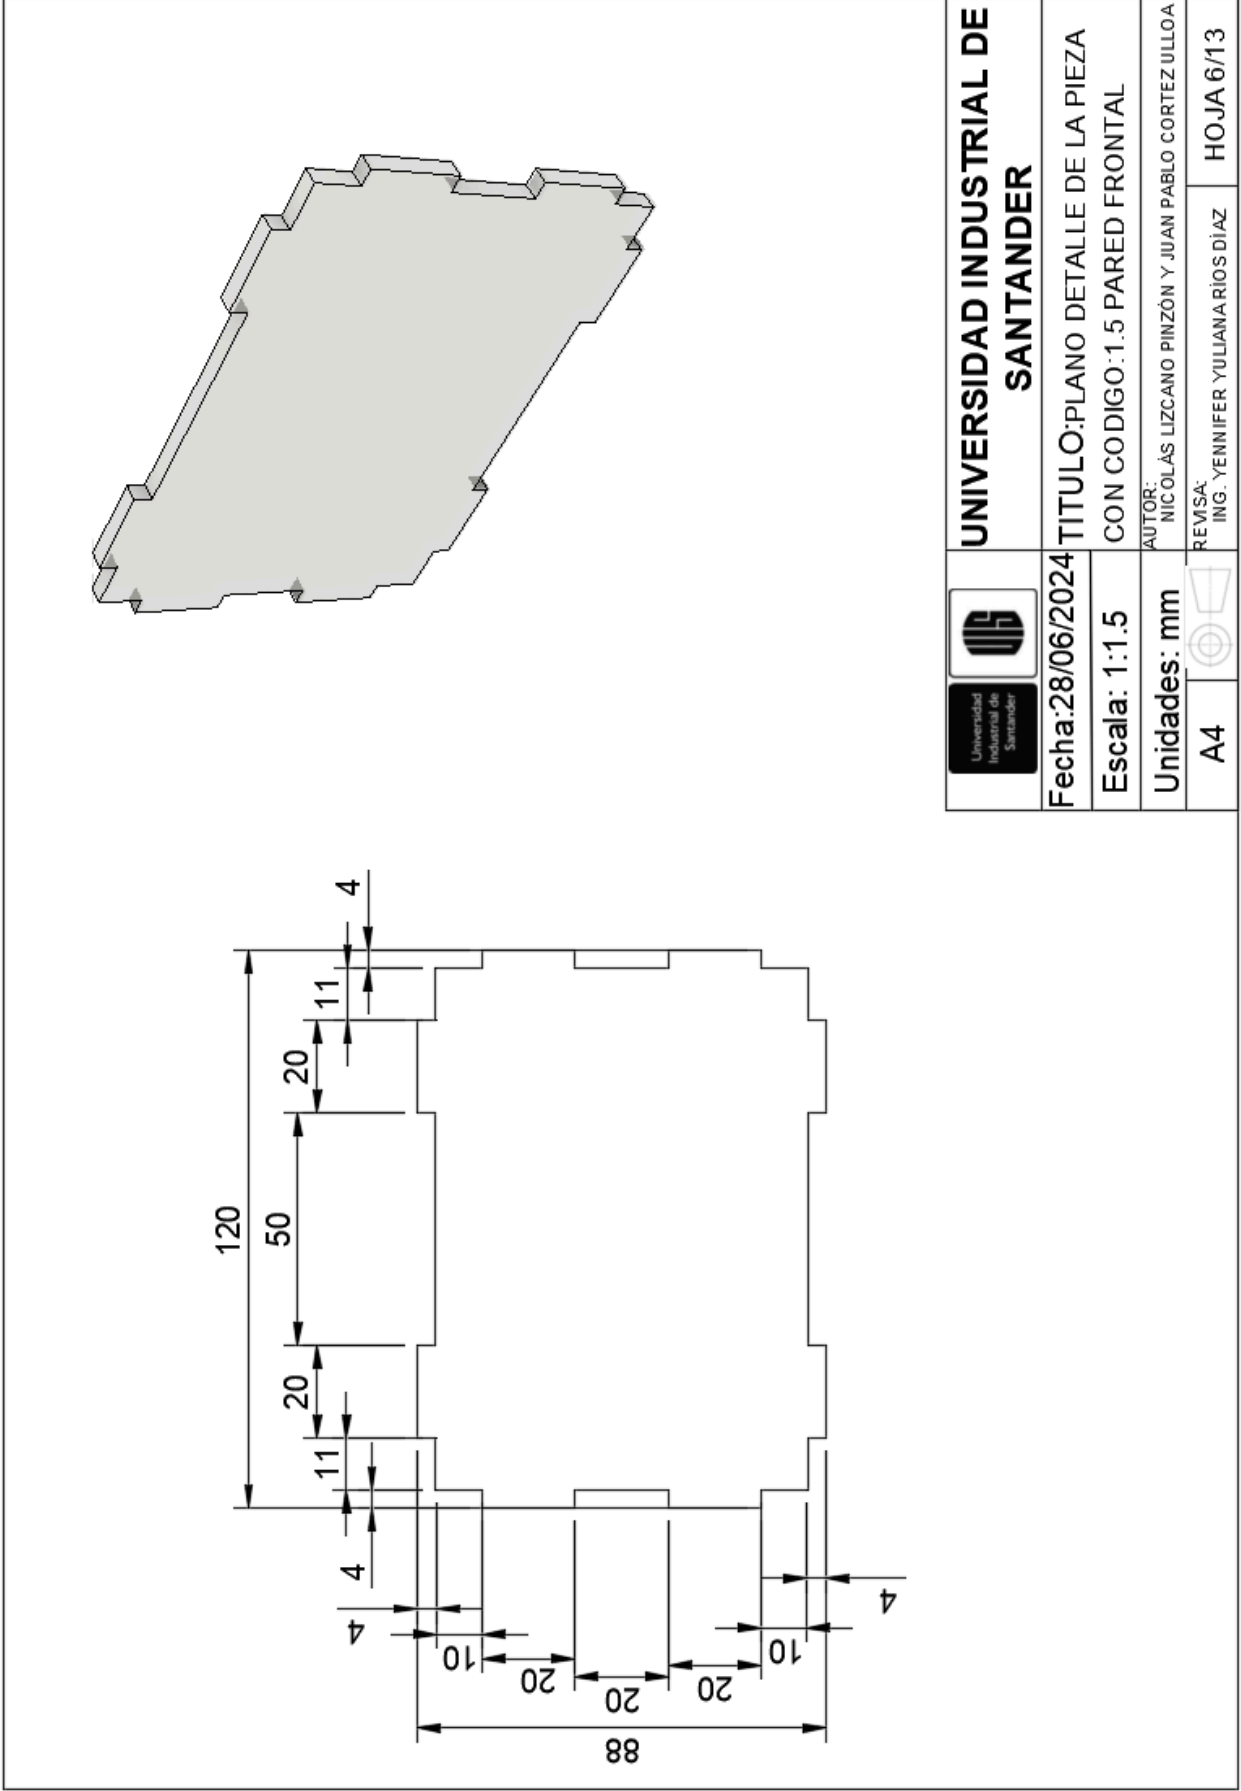 120
50
20
20
11
11
4
4
4
10
20
20
20
10
4
88
Universidad
Industrial de
Santander
UIS
UNIVERSIDAD INDUSTRIAL DE
SANTANDER
Fecha:28/06/2024
TITULO:PLANO DETALLE DE LA PIEZA
CON CODIGO:1.5 PARED FRONTAL
Escala: 1:1.5
Unidades: mm
AUTOR:
NICOLÁS LIZCANO PINZÓN Y JUAN PABLO CORTEZ ULLOA
A4
REVISA:
ING. YENNIFER YULIANA RÍOS DÍAZ
HOJA 6/13